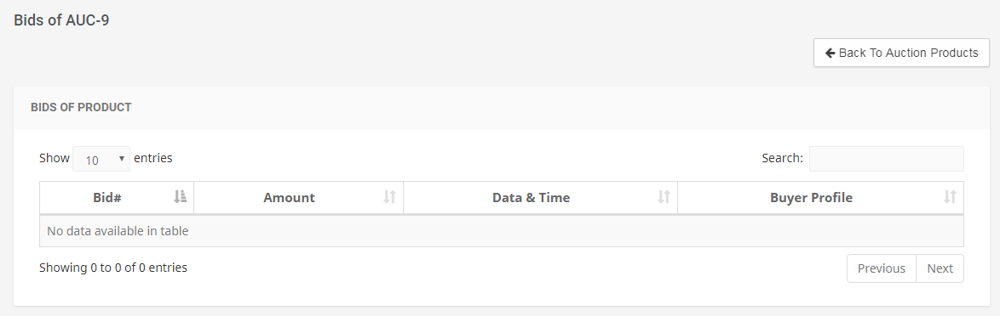 Bids of AUC-9
Back To Auction Products
BIDS OF PRODUCT
Show 10 entries Search:
Bid# Amount Data & Time Buyer Profile
No data available in table
Showing 0 to 0 of 0 entries Previous Next